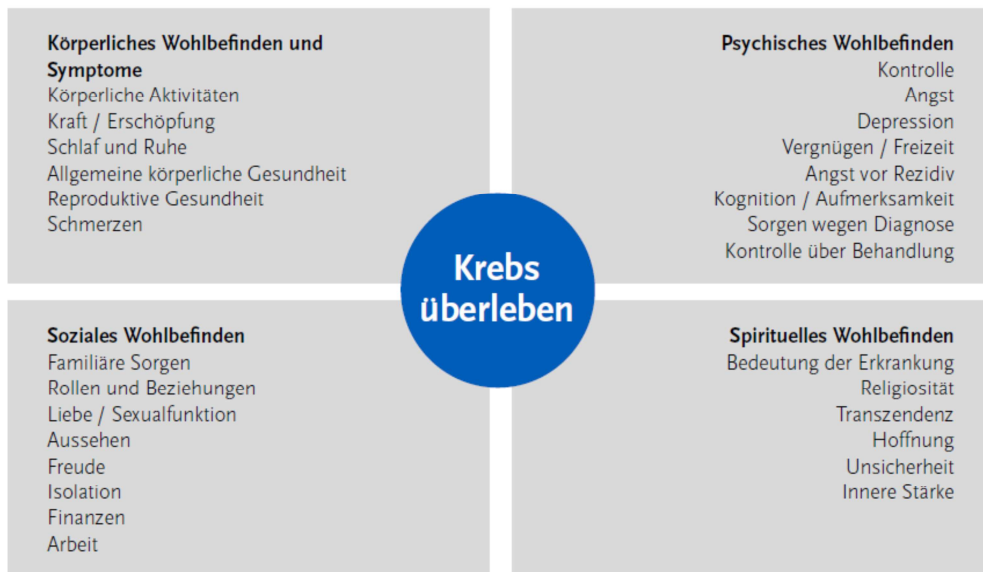 Körperliches Wohlbefinden und
Symptome
Körperliche Aktivitäten
Kraft / Erschöpfung
Schlaf und Ruhe
Allgemeine körperliche Gesundheit
Reproduktive Gesundheit
Schmerzen
Psychisches Wohlbefinden
Kontrolle
Angst
Depression
Vergnügen / Freizeit
Angst vor Rezidiv
Kognition / Aufmerksamkeit
Sorgen wegen Diagnose
Kontrolle über Behandlung
Krebs
überleben
Soziales Wohlbefinden
Familiäre Sorgen
Rollen und Beziehungen
Liebe / Sexualfunktion
Aussehen
Freude
Isolation
Finanzen
Arbeit
Spirituelles Wohlbefinden
Bedeutung der Erkrankung
Religiosität
Transzendenz
Hoffnung
Unsicherheit
Innere Stärke